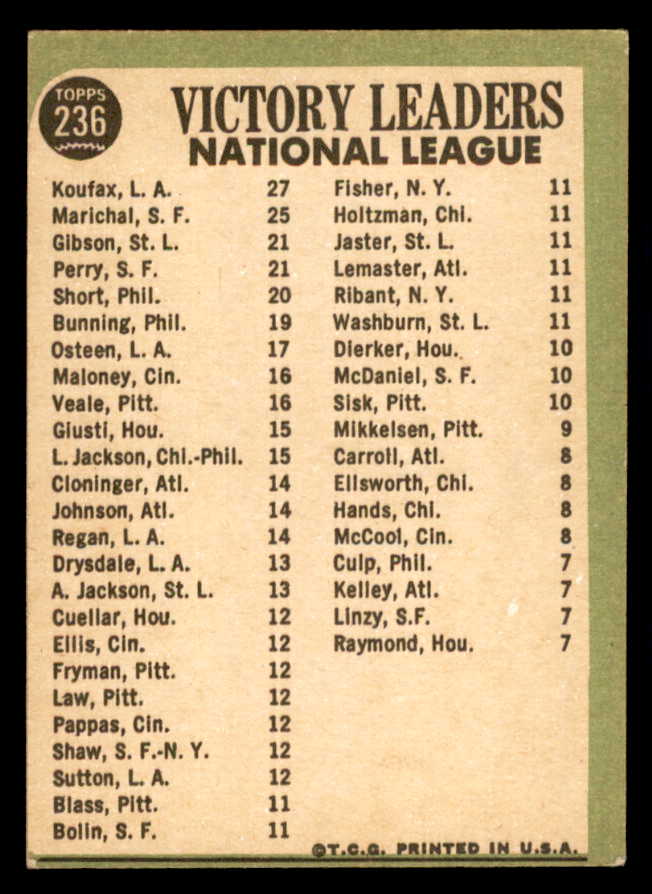 TOPPS
236
VICTORY LEADERS
NATIONAL LEAGUE
Koufax, L. A. 27
Marichal, S. F. 25
Gibson, St. L. 21
Perry, S. F. 21
Short, Phil. 20
Bunning, Phil. 19
Osteen, L. A. 17
Maloney, Cin. 16
Veale, Pitt. 16
Giusti, Hou. 15
L. Jackson, Chi.-Phil. 15
Cloninger, Atl. 14
Johnson, Atl. 14
Regan, L. A. 14
Drysdale, L. A. 13
A. Jackson, St. L. 13
Cuellar, Hou. 12
Ellis, Cin. 12
Fryman, Pitt. 12
Law, Pitt. 12
Pappas, Cin. 12
Shaw, S. F.-N. Y. 12
Sutton, L. A. 12
Blass, Pitt. 11
Bolin, S. F. 11
Fisher, N. Y. 11
Holtzman, Chi. 11
Jaster, St. L. 11
Lemaster, Atl. 11
Ribant, N. Y. 11
Washburn, St. L. 11
Dierker, Hou. 10
McDaniel, S. F. 10
Sisk, Pitt. 10
Mikkelsen, Pitt. 9
Carroll, Atl. 8
Ellsworth, Chi. 8
Hands, Chi. 8
McCool, Cin. 8
Culp, Phil. 7
Kelley, Atl. 7
Linzy, S.F. 7
Raymond, Hou. 7
©T.C.G. PRINTED IN U.S.A.